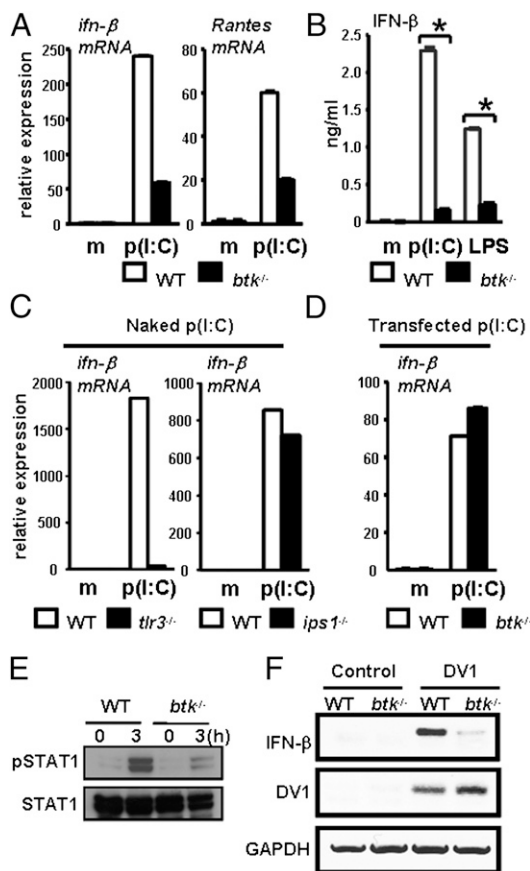 A
ifn-β
mRNA
relative expression
250
200
150
100
50
0
m p(I:C)
Rantes
mRNA
80
60
40
20
0
m p(I:C)
WT btk-/-
B
IFN-β
ng/ml
2.5
2.0
1.5
1.0
0.5
0
*
*
m p(I:C) LPS
WT btk-/-
C
Naked p(I:C)
ifn-β
mRNA
relative expression
2000
1500
1000
500
0
m p(I:C)
WT tlr3-/-
ifn-β
mRNA
1000
800
600
400
200
0
m p(I:C)
WT ips1-/-
D
Transfected p(I:C)
ifn-β
mRNA
100
80
60
40
20
0
m p(I:C)
WT btk-/-
E
WT btk-/-
0 3 0 3(h)
pSTAT1
STAT1
F
Control DV1
WT btk-/- WT btk-/-
IFN-β
DV1
GAPDH